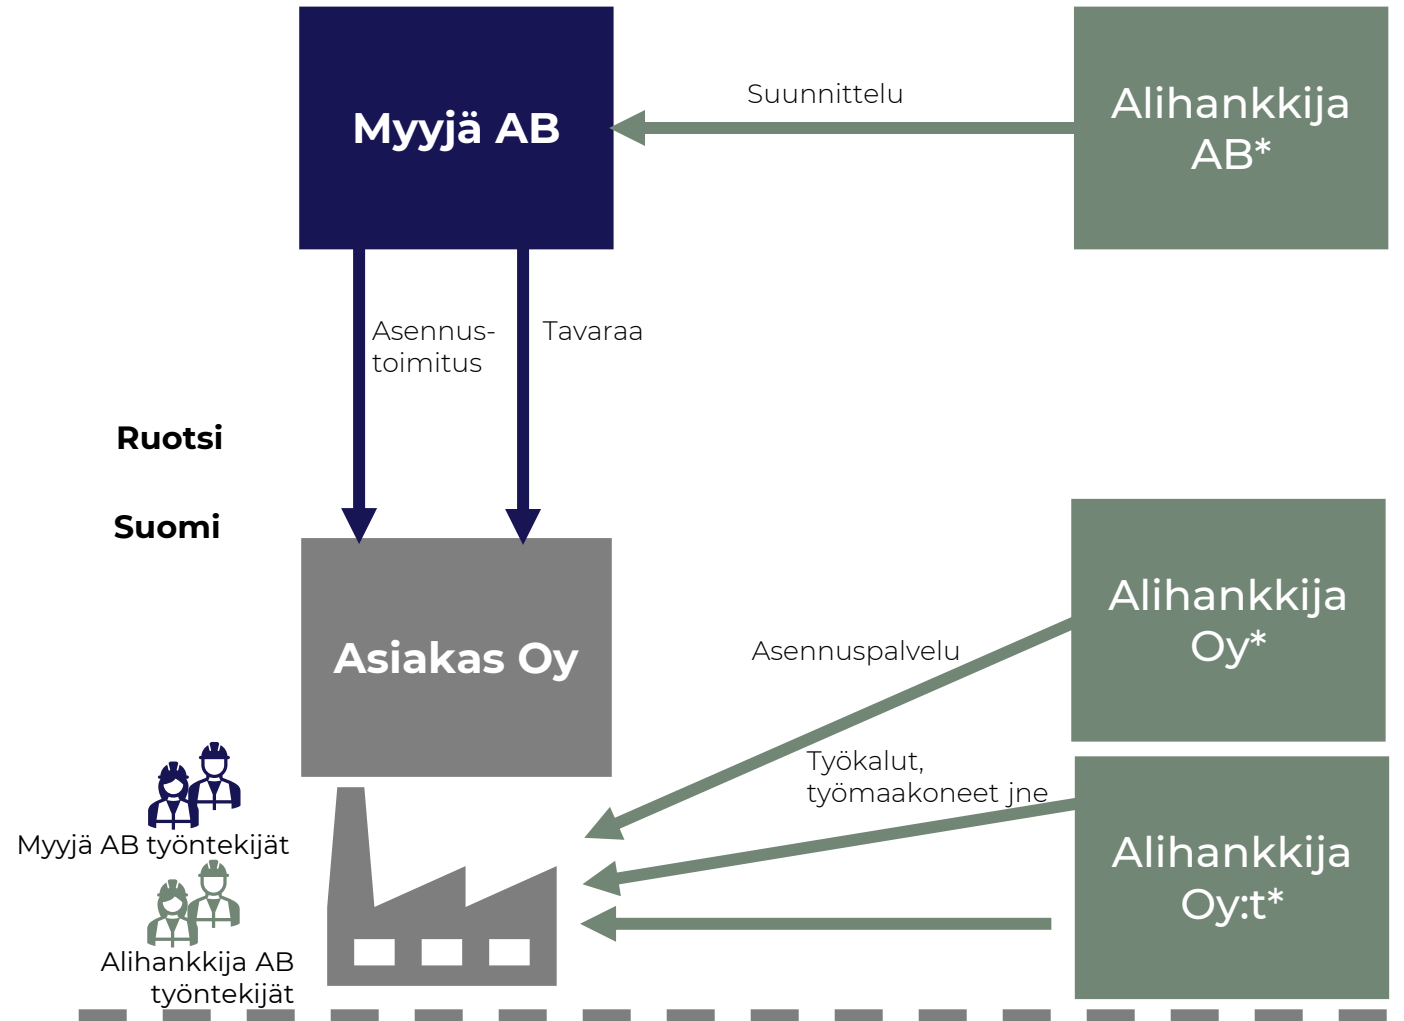 Myyjä AB
Suunnittelu
Alihankkija
AB*
Asennus-
toimitus
Tavaraa
Ruotsi
Suomi
Asiakas Oy
Alihankkija
Oy*
Asennuspalvelu
Työkalut,
työmaakoneet jne
Alihankkija
Oy:t*
Myyjä AB työntekijät
Alihankkija AB
työntekijät